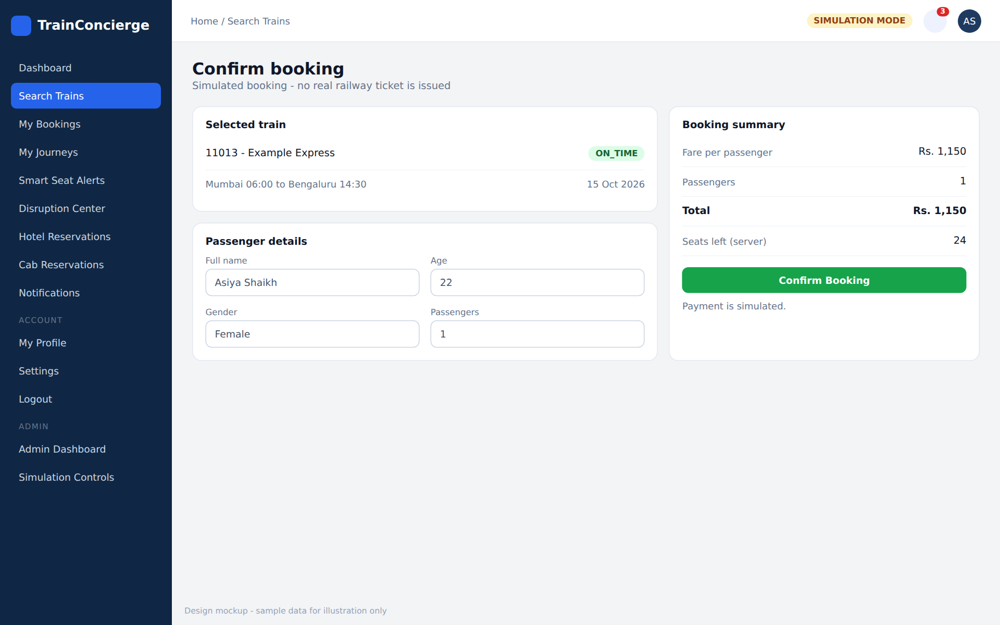 TrainConcierge
Dashboard
Search Trains
My Bookings
My Journeys
Smart Seat Alerts
Disruption Center
Hotel Reservations
Cab Reservations
Notifications
ACCOUNT
My Profile
Settings
Logout
ADMIN
Admin Dashboard
Simulation Controls
Home / Search Trains
SIMULATION MODE
3
AS
Confirm booking
Simulated booking - no real railway ticket is issued
Selected train
11013 - Example Express
ON_TIME
Mumbai 06:00 to Bengaluru 14:30
15 Oct 2026
Passenger details
Full name
Age
Asiya Shaikh
22
Gender
Passengers
Female
1
Booking summary
Fare per passenger
Rs. 1,150
Passengers
1
Total
Rs. 1,150
Seats left (server)
24
Confirm Booking
Payment is simulated.
Design mockup - sample data for illustration only